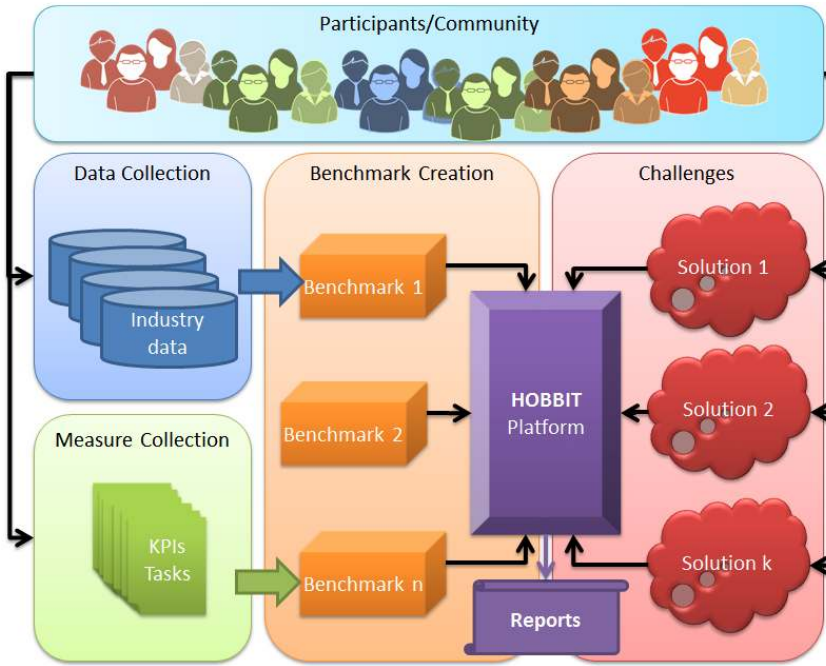 Participants/Community
Data Collection
Benchmark Creation
Challenges
Industry
data
Benchmark 1
Solution 1
HOBBIT
Platform
Benchmark 2
Solution 2
Measure Collection
KPIs
Tasks
Benchmark n
Solution k
Reports